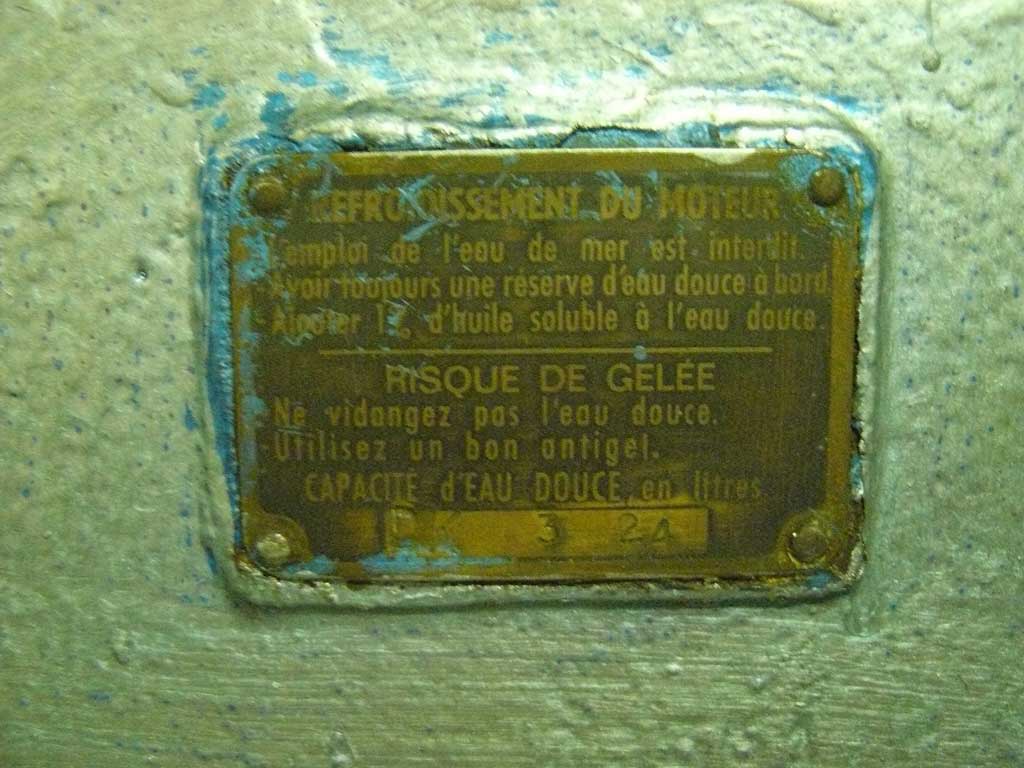 REFROIDISSEMENT DU MOTEUR
L'emploi de l'eau de mer est interdit.
Avoir toujours une réserve d'eau douce à bord
Ajouter 1% d'huile soluble à l'eau douce.
RISQUE DE GELÉE
Ne vidangez pas l'eau douce.
Utilisez un bon antigel.
CAPACITE d'EAU DOUCE, en litres
3 24